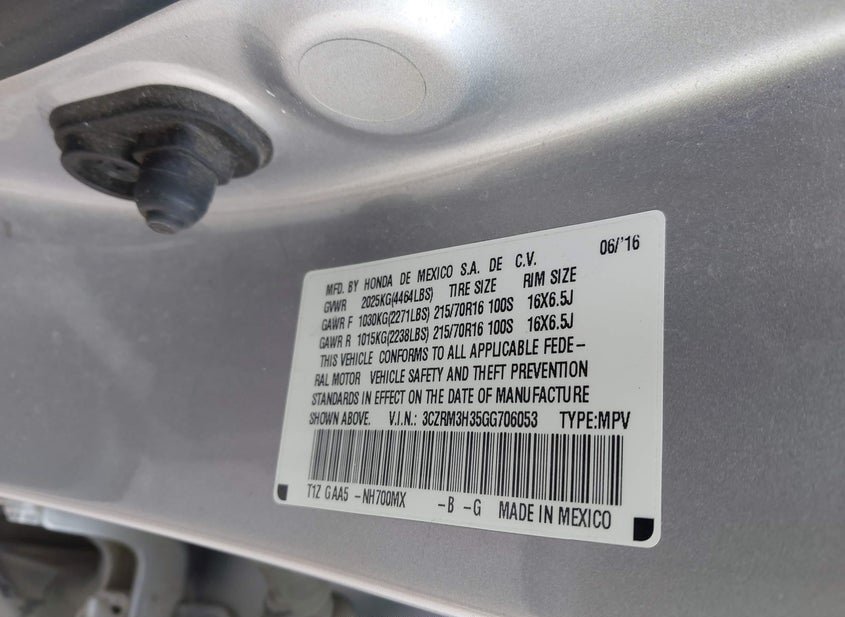 06/'16
MFD. BY HONDA DE MEXICO S.A. DE C.V.
GVWR 2025KG(4464LBS) TIRE SIZE RIM SIZE
GAWR F 1030KG(2271LBS) 215/70R16 100S 16X6.5J
GAWR R 1015KG(2238LBS) 215/70R16 100S 16X6.5J
THIS VEHICLE CONFORMS TO ALL APPLICABLE FEDE-
RAL MOTOR VEHICLE SAFETY AND THEFT PREVENTION
STANDARDS IN EFFECT ON THE DATE OF MANUFACTURE
SHOWN ABOVE. V.I.N.: 3CZRM3H35GG706053 TYPE:MPV
T1Z GAA5 -NH700MX -B -G MADE IN MEXICO